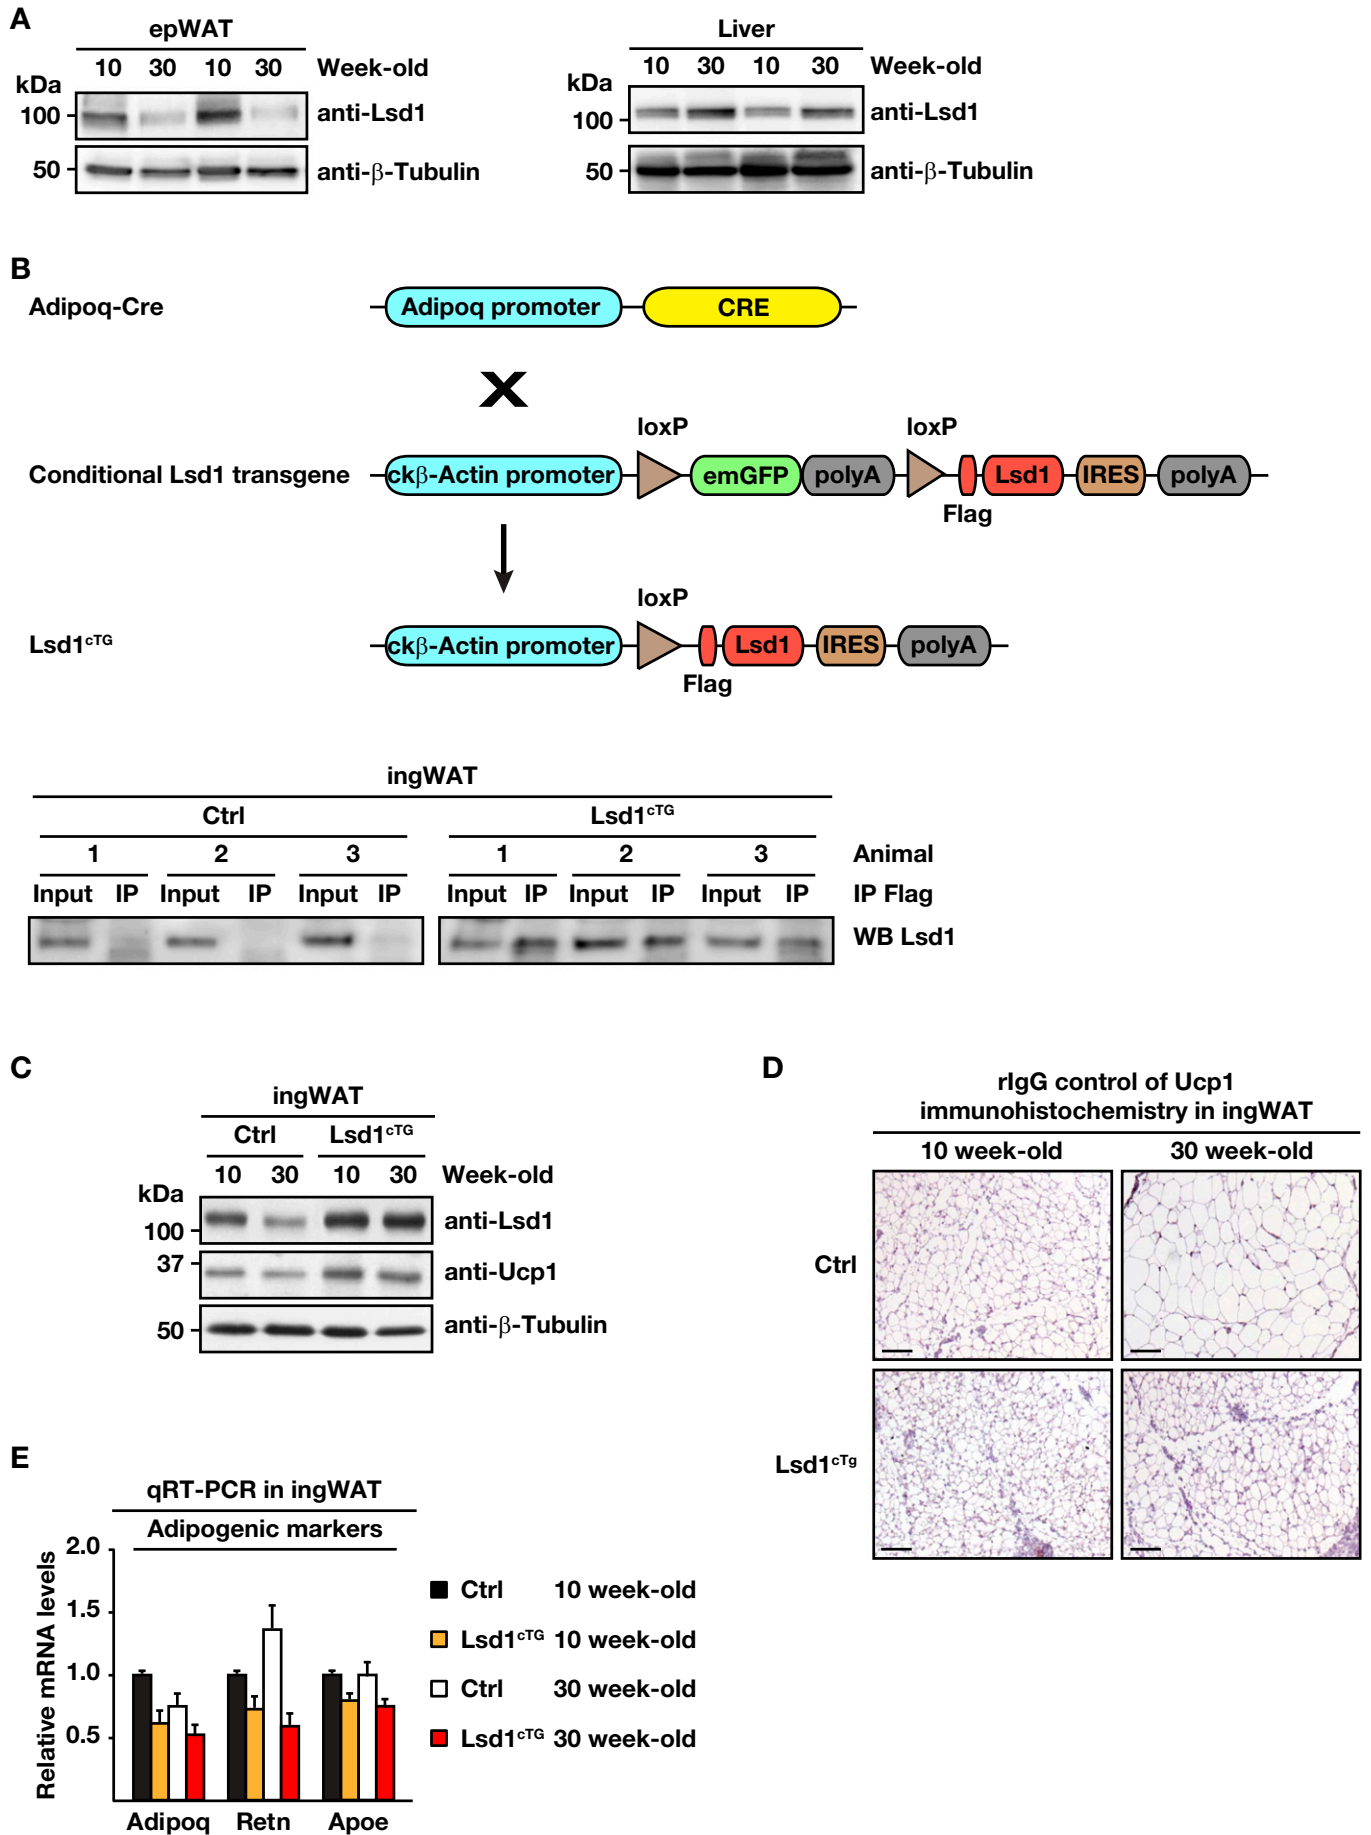 A
epWAT
10 30 10 30 Week-old
kDa
100 anti-Lsd1
50 anti-β-Tubulin
Liver
10 30 10 30 Week-old
kDa
100 anti-Lsd1
50 anti-β-Tubulin
B
Adipoq-Cre Adipoq promoter CRE
X
loxP loxP
Conditional Lsd1 transgene ckβ-Actin promoter emGFP polyA Lsd1 IRES polyA
Flag
loxP
Lsd1cTG ckβ-Actin promoter Lsd1 IRES polyA
Flag
ingWAT
Ctrl Lsd1cTG
1 2 3 1 2 3 Animal
Input IP Input IP Input IP Input IP Input IP Input IP IP Flag
WB Lsd1
C
ingWAT
Ctrl Lsd1cTG
10 30 10 30 Week-old
kDa
100 anti-Lsd1
37 anti-Ucp1
50 anti-β-Tubulin
D
rIgG control of Ucp1
immunohistochemistry in ingWAT
10 week-old 30 week-old
Ctrl
Lsd1cTg
E
qRT-PCR in ingWAT
Adipogenic markers
Relative mRNA levels
2.0
1.5
1.0
0.5
Adipoq Retn Apoe
Ctrl 10 week-old
Lsd1cTG 10 week-old
Ctrl 30 week-old
Lsd1cTG 30 week-old